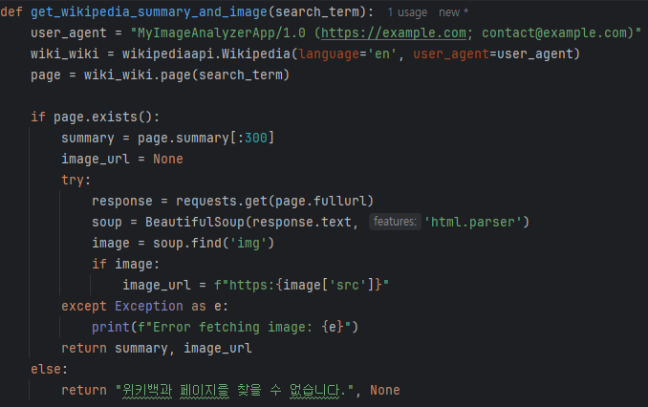 def get_wikipedia_summary_and_image(search_term): 1 usage new *
    user_agent = "MyImageAnalyzerApp/1.0 (https://example.com; contact@example.com)"
    wiki_wiki = wikipediaapi.Wikipedia(language='en', user_agent=user_agent)
    page = wiki_wiki.page(search_term)

    if page.exists():
        summary = page.summary[:300]
        image_url = None
        try:
            response = requests.get(page.fullurl)
            soup = BeautifulSoup(response.text, features: 'html.parser')
            image = soup.find('img')
            if image:
                image_url = f"https:{image['src']}"
        except Exception as e:
            print(f"Error fetching image: {e}")
        return summary, image_url
    else:
        return "위키백과 페이지를 찾을 수 없습니다.", None